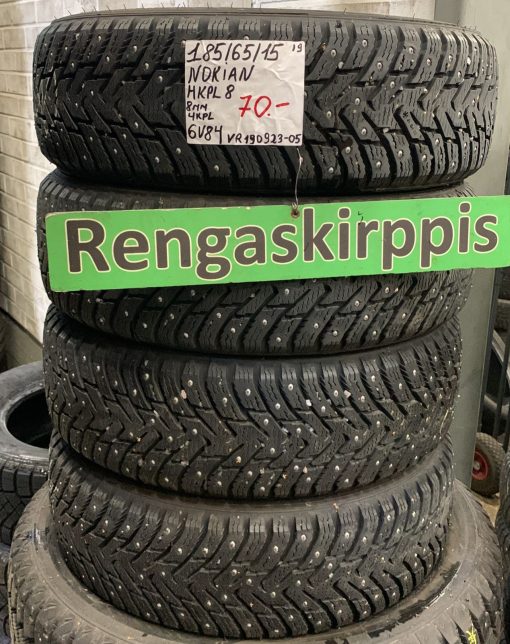 185/65/15 19
NOKIAN
HKPL 8
8MM
4KPL
70.-
6V84 VR190923-05
Rengaskirppis